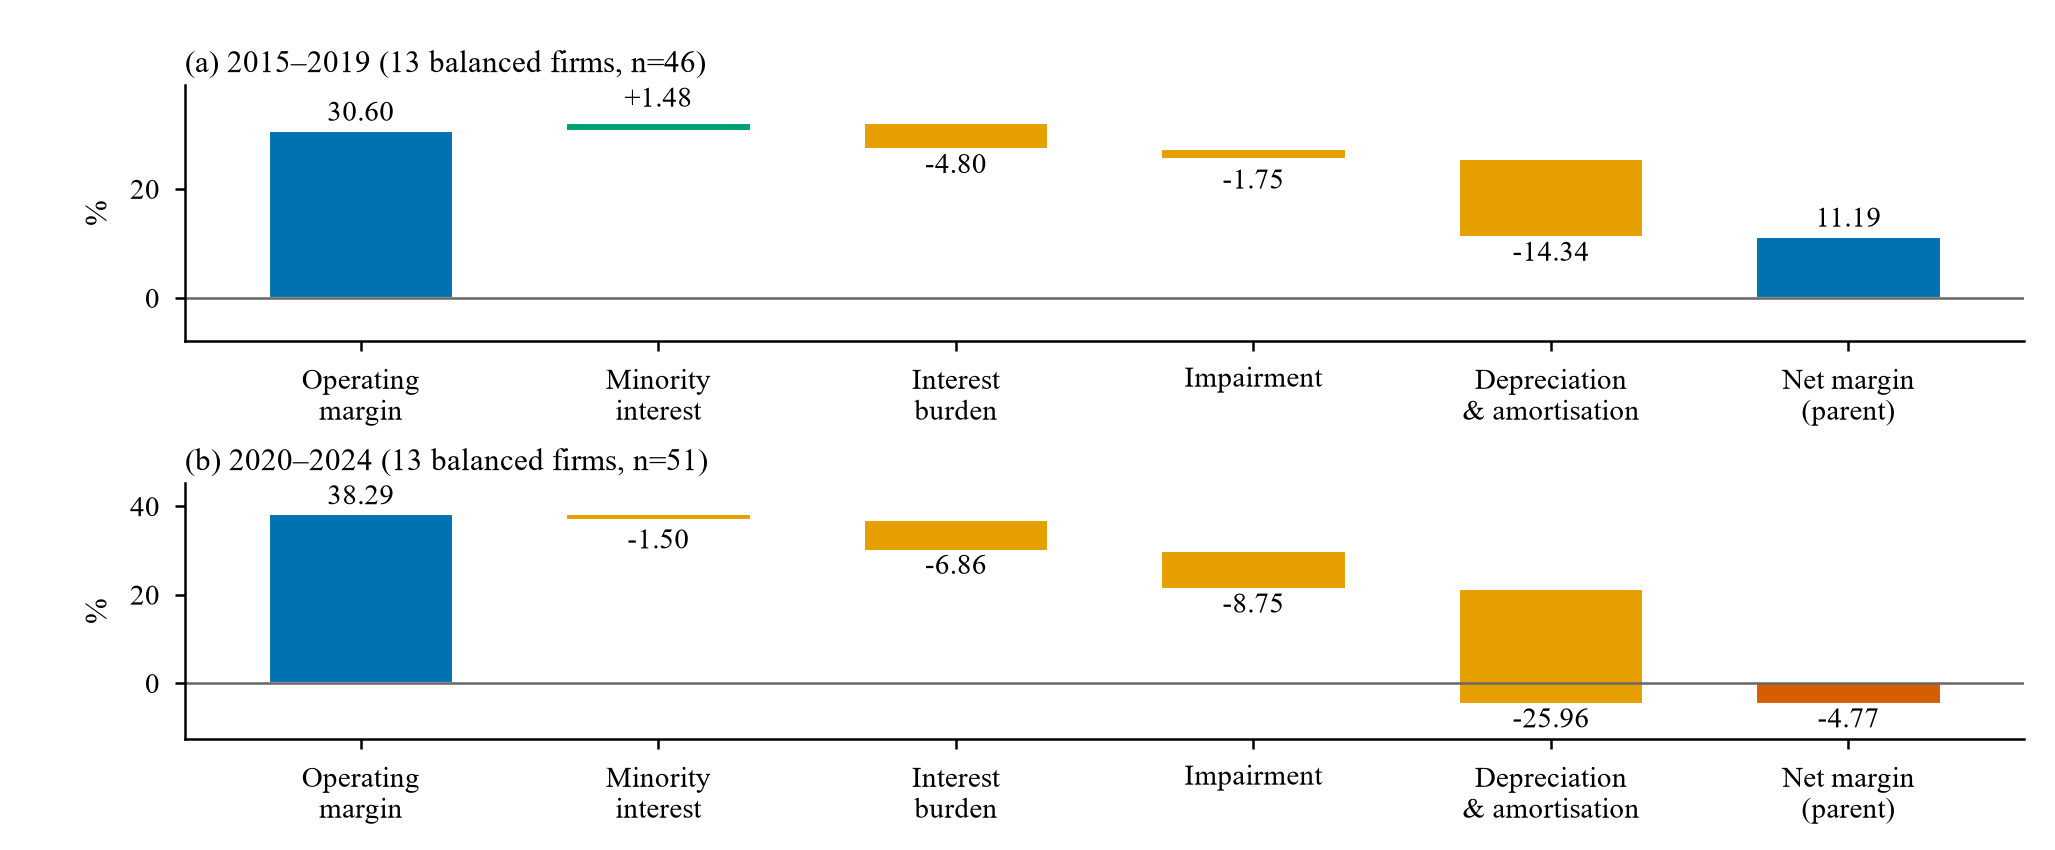 (a) 2015–2019 (13 balanced firms, n=46)
30.60
+1.48
-4.80
-1.75
-14.34
11.19
%
20
0
Operating
margin
Minority
interest
Interest
burden
Impairment
Depreciation
& amortisation
Net margin
(parent)
(b) 2020–2024 (13 balanced firms, n=51)
38.29
-1.50
-6.86
-8.75
-25.96
-4.77
%
40
20
0
Operating
margin
Minority
interest
Interest
burden
Impairment
Depreciation
& amortisation
Net margin
(parent)